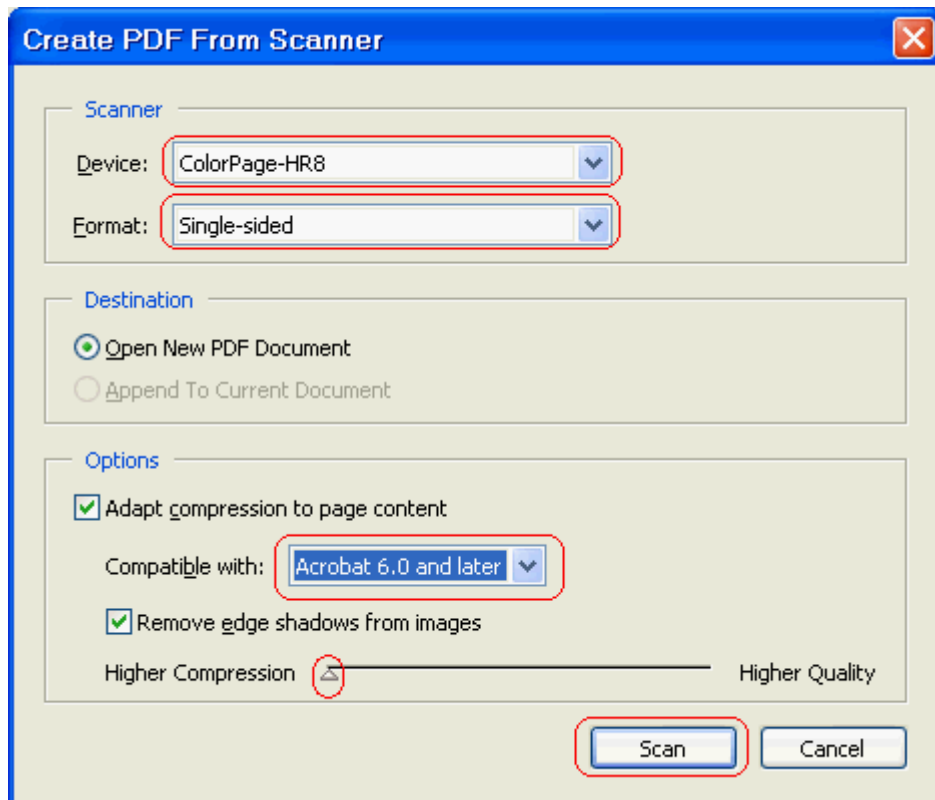 Create PDF From Scanner
Scanner
Device: ColorPage-HR8
Format: Single-sided
Destination
Open New PDF Document
Append To Current Document
Options
Adapt compression to page content
Compatible with: Acrobat 6.0 and later
Remove edge shadows from images
Higher Compression Higher Quality
Scan Cancel